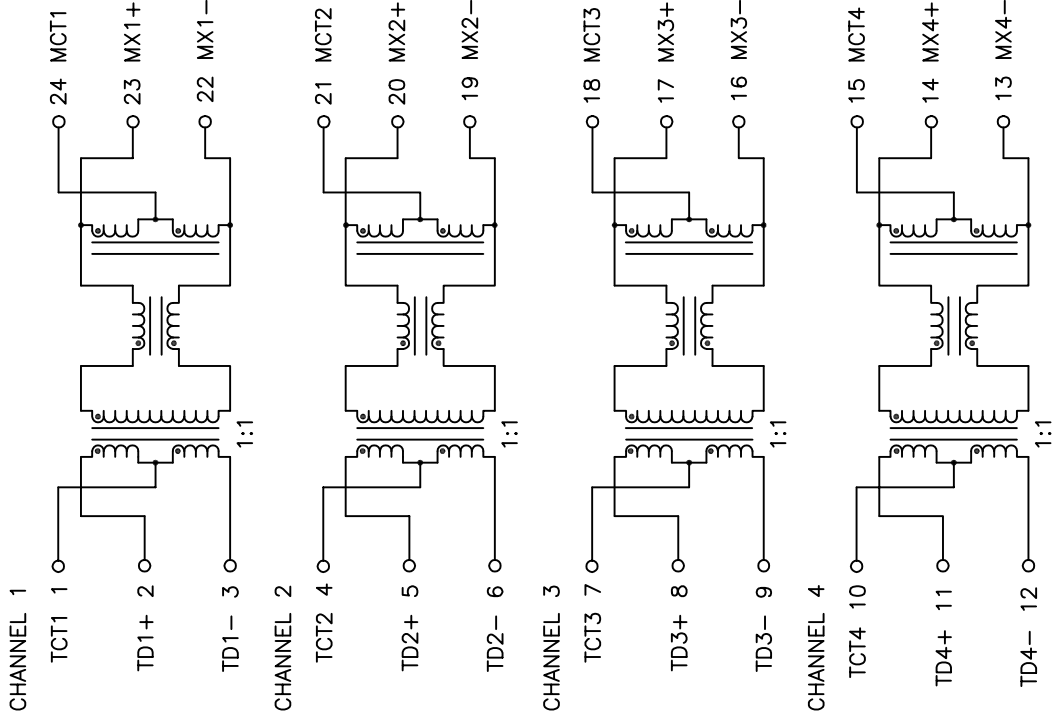 CHANNEL 1
TCT1 1
24 MCT1
TD1+ 2
23 MX1+
TD1- 3
22 MX1-
1:1
CHANNEL 2
TCT2 4
21 MCT2
TD2+ 5
20 MX2+
TD2- 6
19 MX2-
1:1
CHANNEL 3
TCT3 7
18 MCT3
TD3+ 8
17 MX3+
TD3- 9
16 MX3-
1:1
CHANNEL 4
TCT4 10
15 MCT4
TD4+ 11
14 MX4+
TD4- 12
13 MX4-
1:1